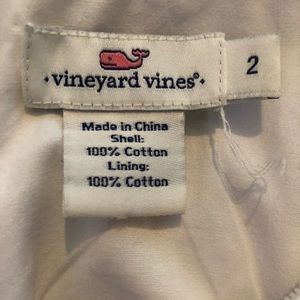 vineyard vines®
2
Made in China
Shell:
100% Cotton
Lining:
100% Cotton